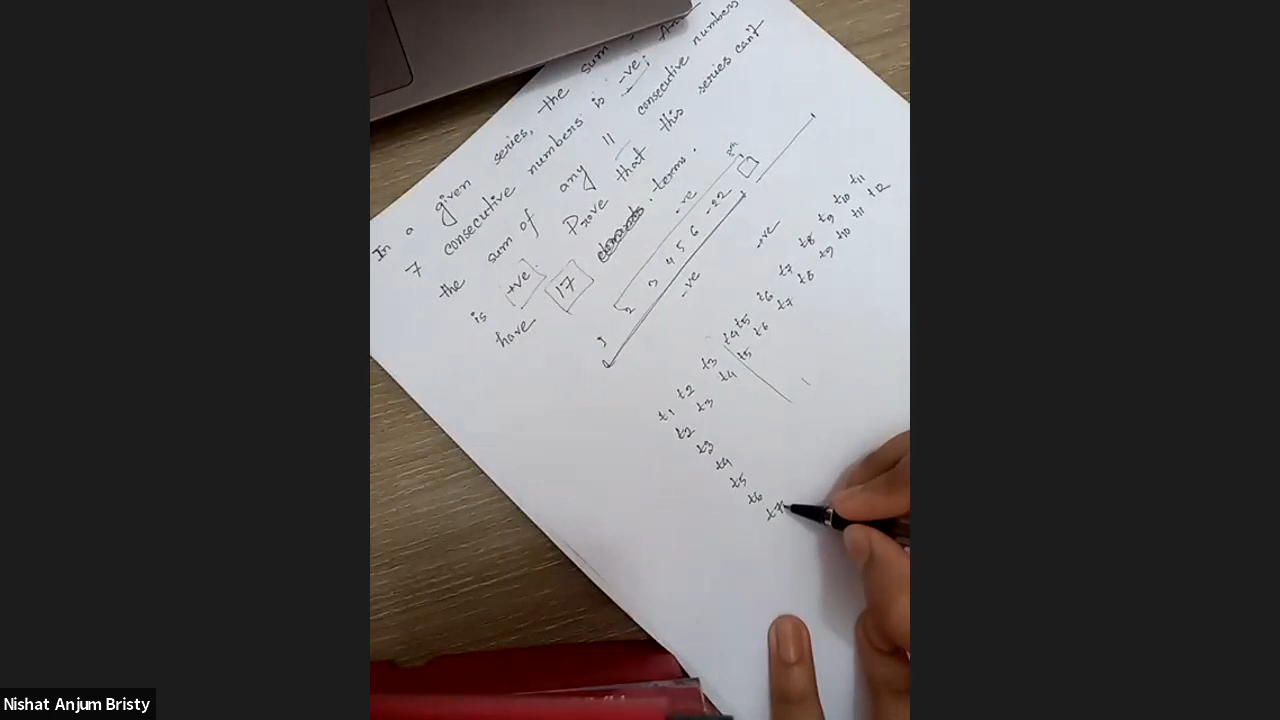 In a given series, the sum
7 consecutive numbers is -ve; An
the sum of any 11 consecutive numbers
is +ve. Prove that this series can't
have 17 terms.
8th
-ve
1 2 3 4 5 6 -22
-ve
+ve
t1 t2 t3 t4 t5 t6 t7 t8 t9 t10 t11
t2 t3 t4 t5 t6 t7 t8 t9 t10 t11 t12
t3
t4
t5
t6
t7
Nishat Anjum Bristy